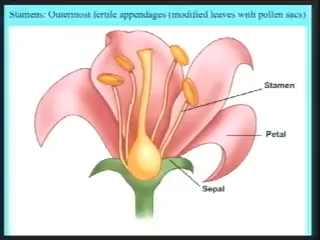 Stamens: Outermost fertile appendages (modified leaves with pollen sacs)
Stamen
Petal
Sepal